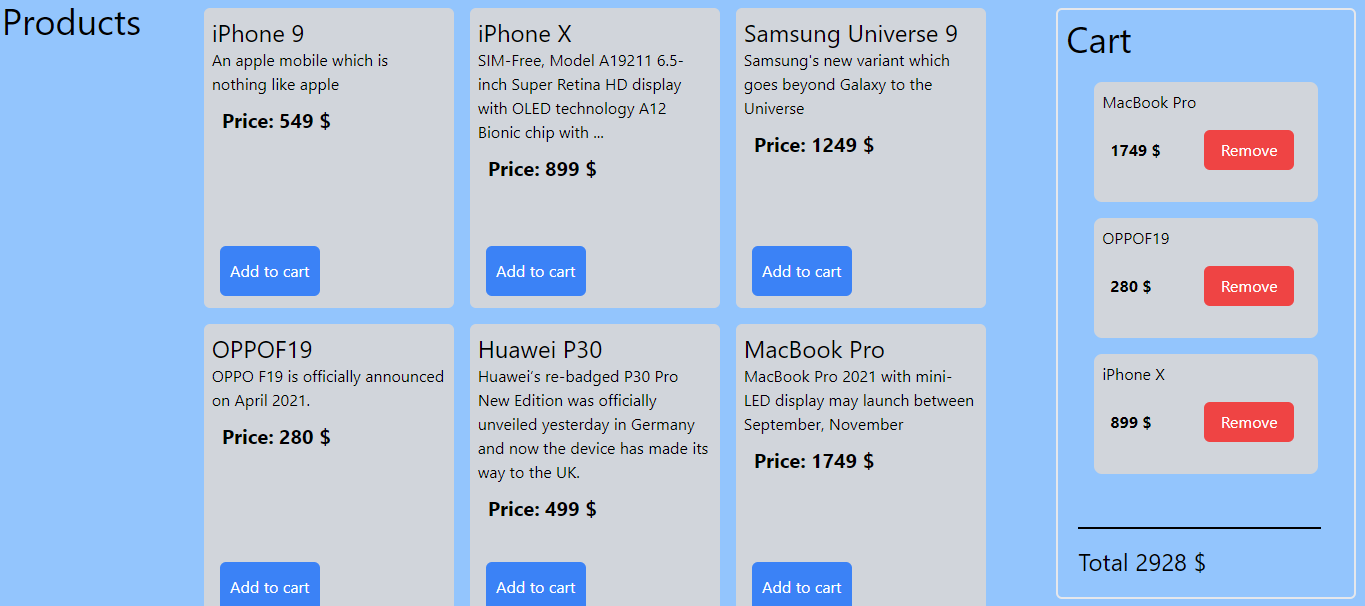 Products
iPhone 9
An apple mobile which is
nothing like apple
Price: 549 $
Add to cart
iPhone X
SIM-Free, Model A19211 6.5-
inch Super Retina HD display
with OLED technology A12
Bionic chip with ...
Price: 899 $
Add to cart
Samsung Universe 9
Samsung's new variant which
goes beyond Galaxy to the
Universe
Price: 1249 $
Add to cart
OPPOF19
OPPO F19 is officially announced
on April 2021.
Price: 280 $
Add to cart
Huawei P30
Huawei’s re-badged P30 Pro
New Edition was officially
unveiled yesterday in Germany
and now the device has made its
way to the UK.
Price: 499 $
Add to cart
MacBook Pro
MacBook Pro 2021 with mini-
LED display may launch between
September, November
Price: 1749 $
Add to cart
Cart
MacBook Pro
1749 $ Remove
OPPOF19
280 $ Remove
iPhone X
899 $ Remove
Total 2928 $